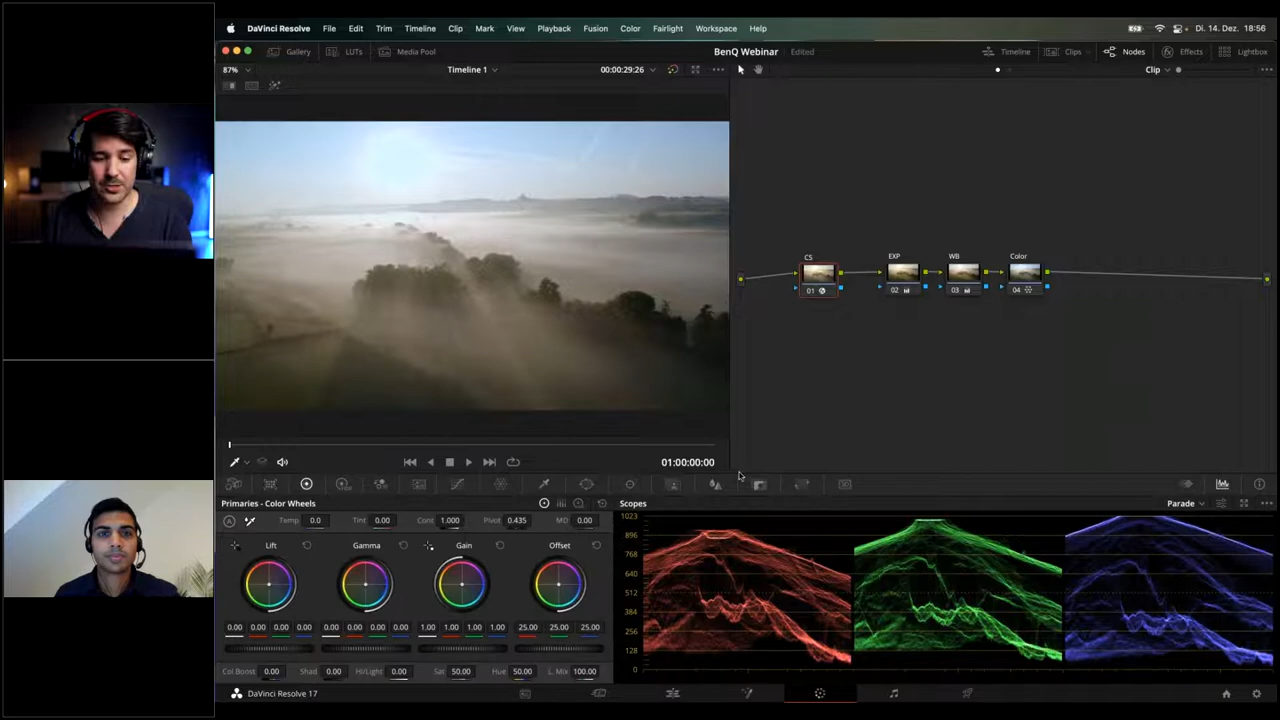 DaVinci Resolve File Edit Trim Timeline Clip Mark View Playback Fusion Color Fairlight Workspace Help Di. 14. Dez. 18:56
Gallery LUTs Media Pool BenQ Webinar Edited Timeline Clips Nodes Effects Lightbox
87% Timeline 1 00:00:29:26 Clip
CS EXP WB Color
01 02 03 04
01:00:00:00
Primaries - Color Wheels Scopes Parade
Temp 0.0 Tint 0.00 Cont 1.000 Pivot 0.435 MD 0.00
Lift Gamma Gain Offset
0.00 0.00 0.00 0.00 0.00 0.00 0.00 0.00 1.00 1.00 1.00 1.00 25.00 25.00 25.00
Col Boost 0.00 Shad 0.00 Hi/Light 0.00 Sat 50.00 Hue 50.00 L. Mix 100.00
1023
896
768
640
512
384
256
128
0
DaVinci Resolve 17